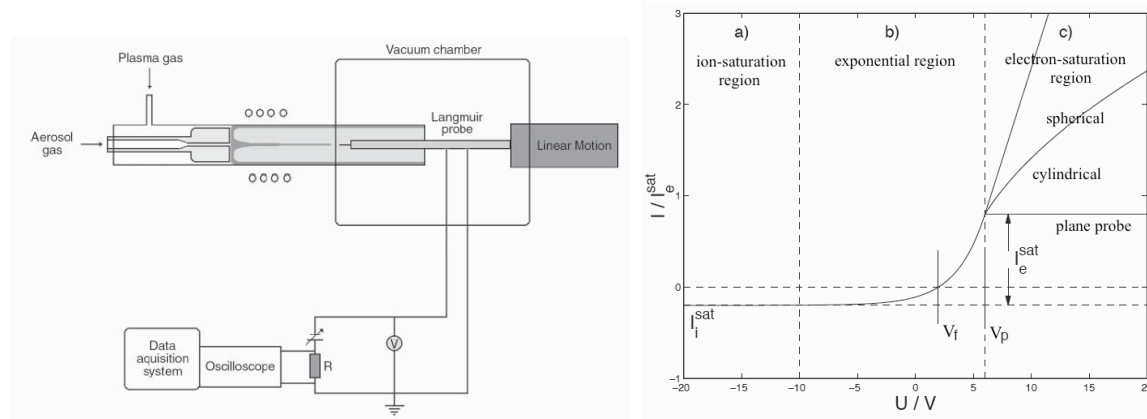 Plasma gas
Aerosol
gas
Vacuum chamber
Langmuir
probe
Linear Motion
Data
aquisition
system
Oscilloscope
R
V
a)
b)
c)
ion-saturation
region
exponential region
electron-saturation
region
spherical
cylindrical
plane probe
I / I_e^sat
3
2
1
0
−1
I_i^sat
I_e^sat
V_f
V_p
−20
−15
−10
−5
0
5
10
15
20
U / V